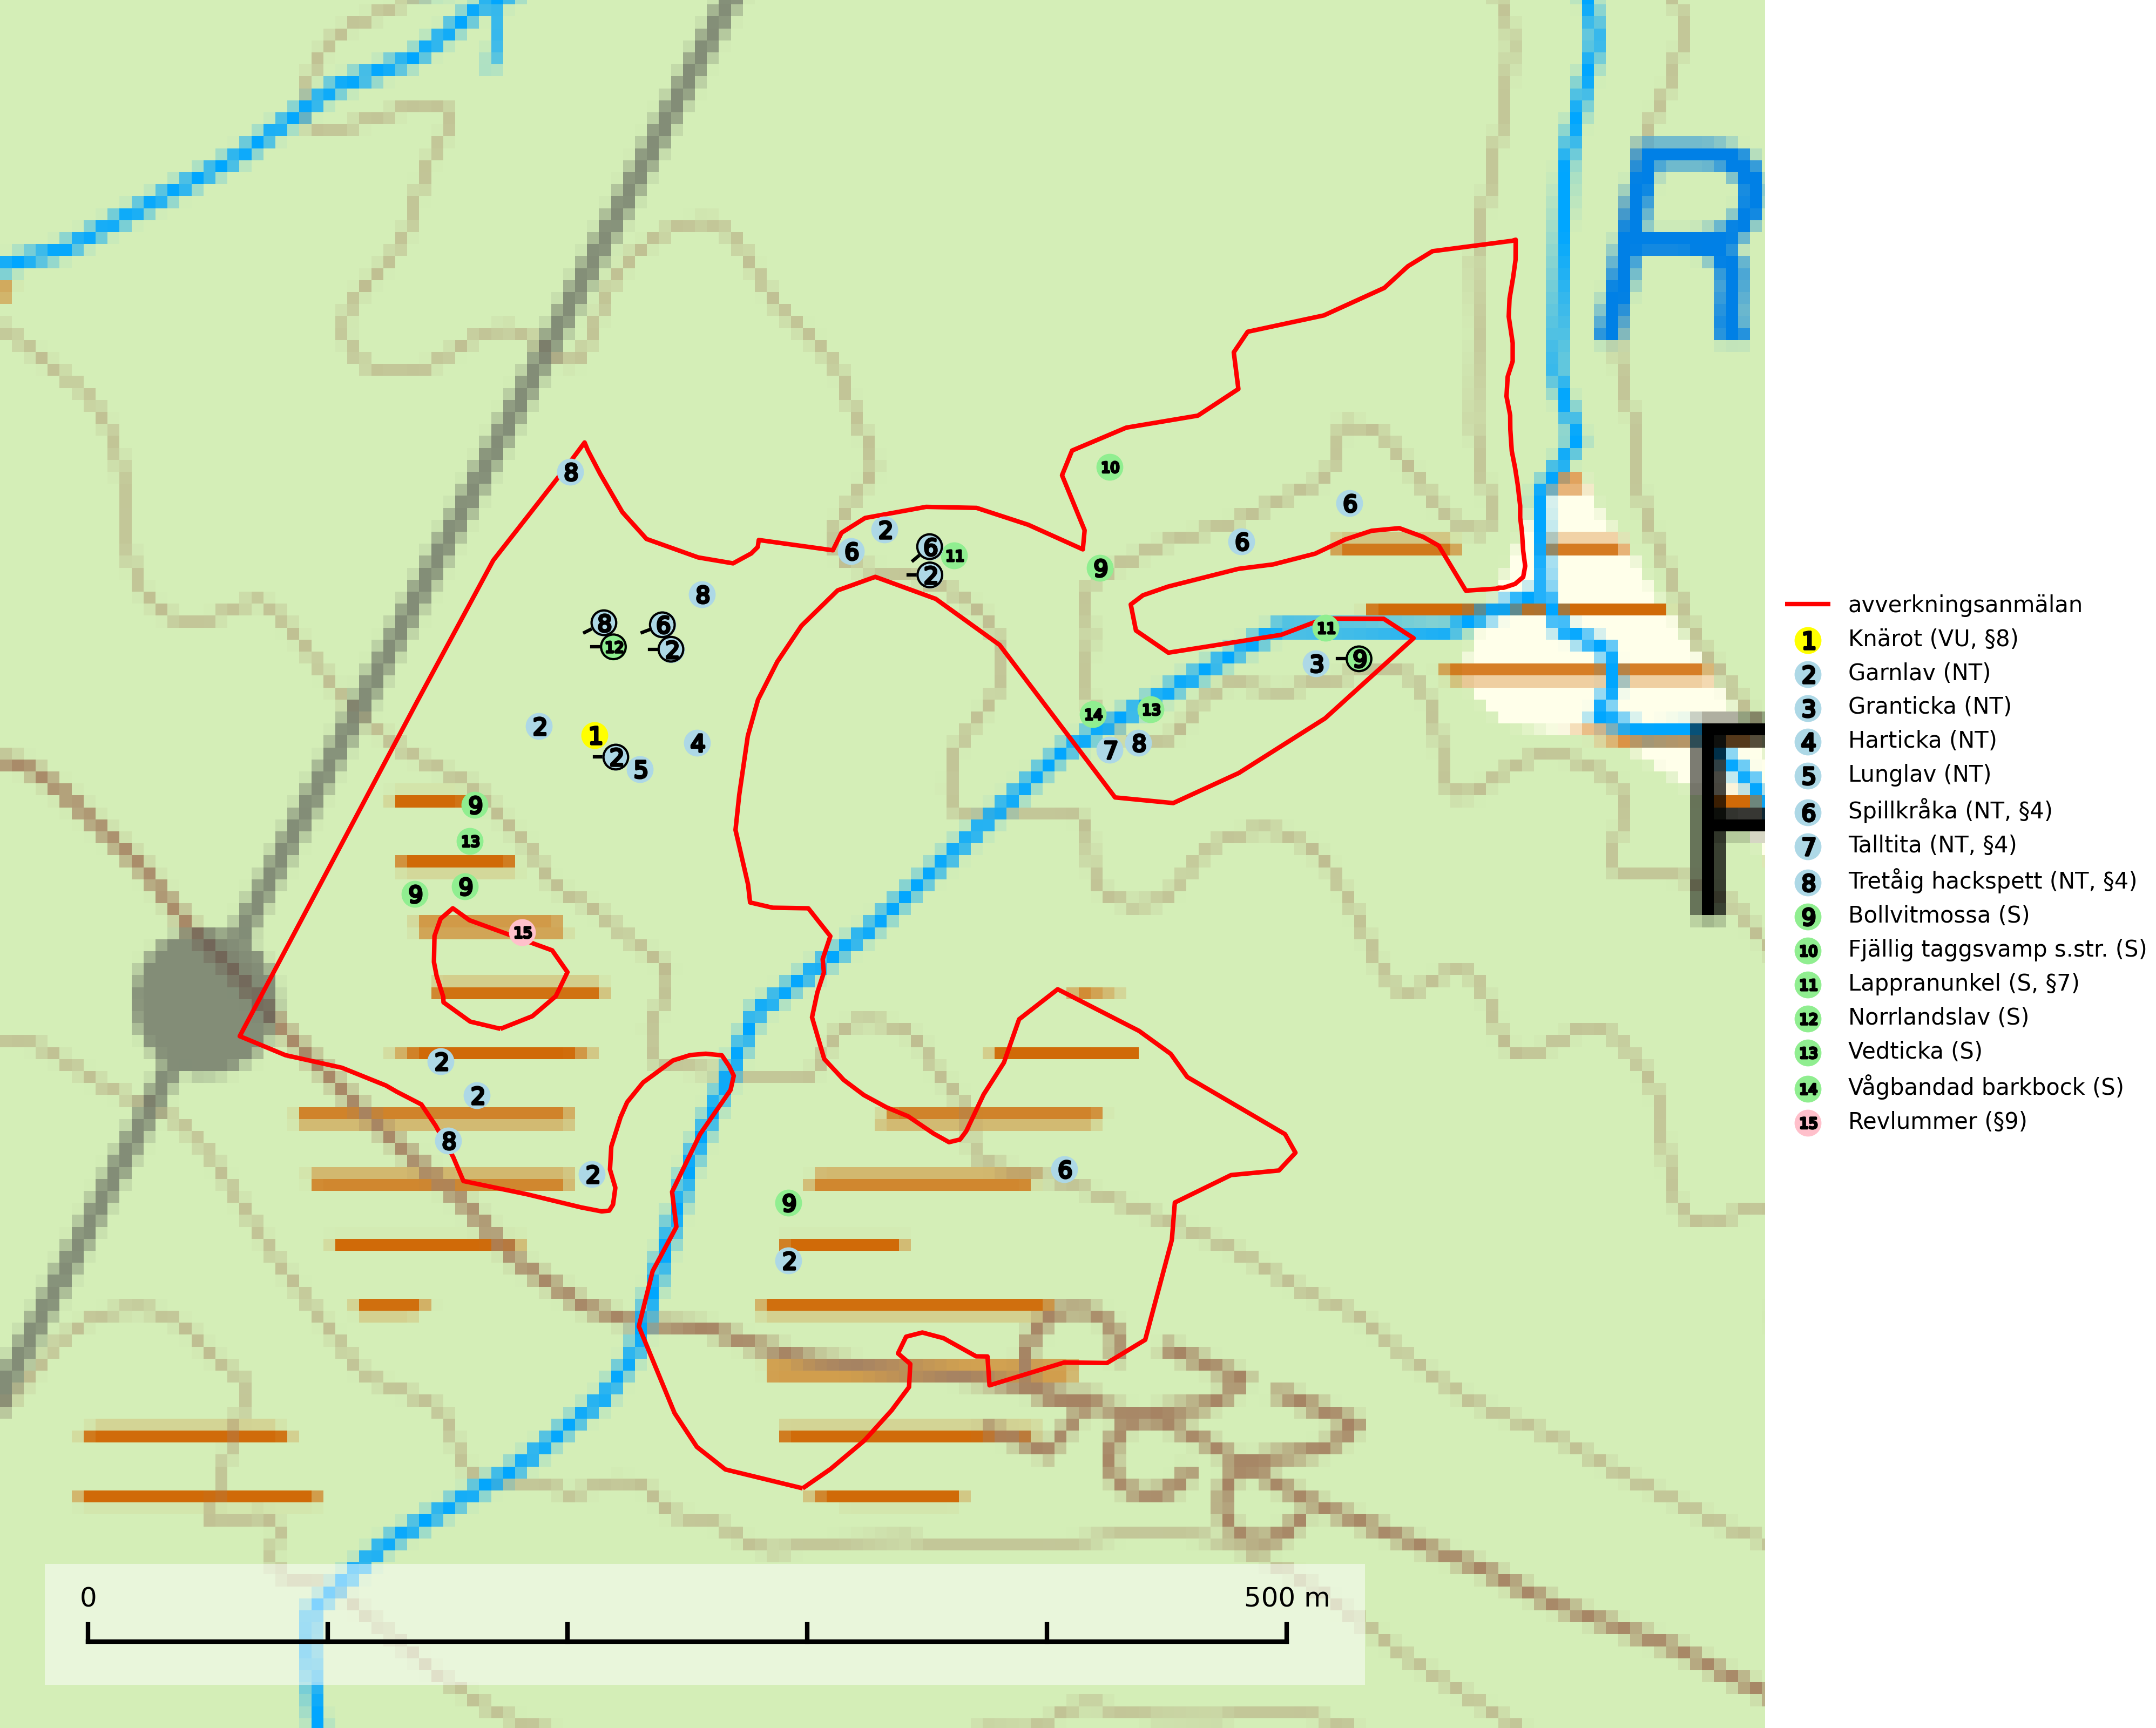 R
8
10
6
2
6
6
6
11
2
9
8
8
6
12
2
11
3
9
14
13
2
1
4
7
8
2
5
9
13
9
9
15
2
2
8
2
6
9
2
0
500 m
avverkningsanmälan
1 Knärot (VU, §8)
2 Garnlav (NT)
3 Granticka (NT)
4 Harticka (NT)
5 Lunglav (NT)
6 Spillkråka (NT, §4)
7 Talltita (NT, §4)
8 Tretåig hackspett (NT, §4)
9 Bollvitmossa (S)
10 Fjällig taggsvamp s.str. (S)
11 Lappranunkel (S, §7)
12 Norrlandslav (S)
13 Vedticka (S)
14 Vågbandad barkbock (S)
15 Revlummer (§9)